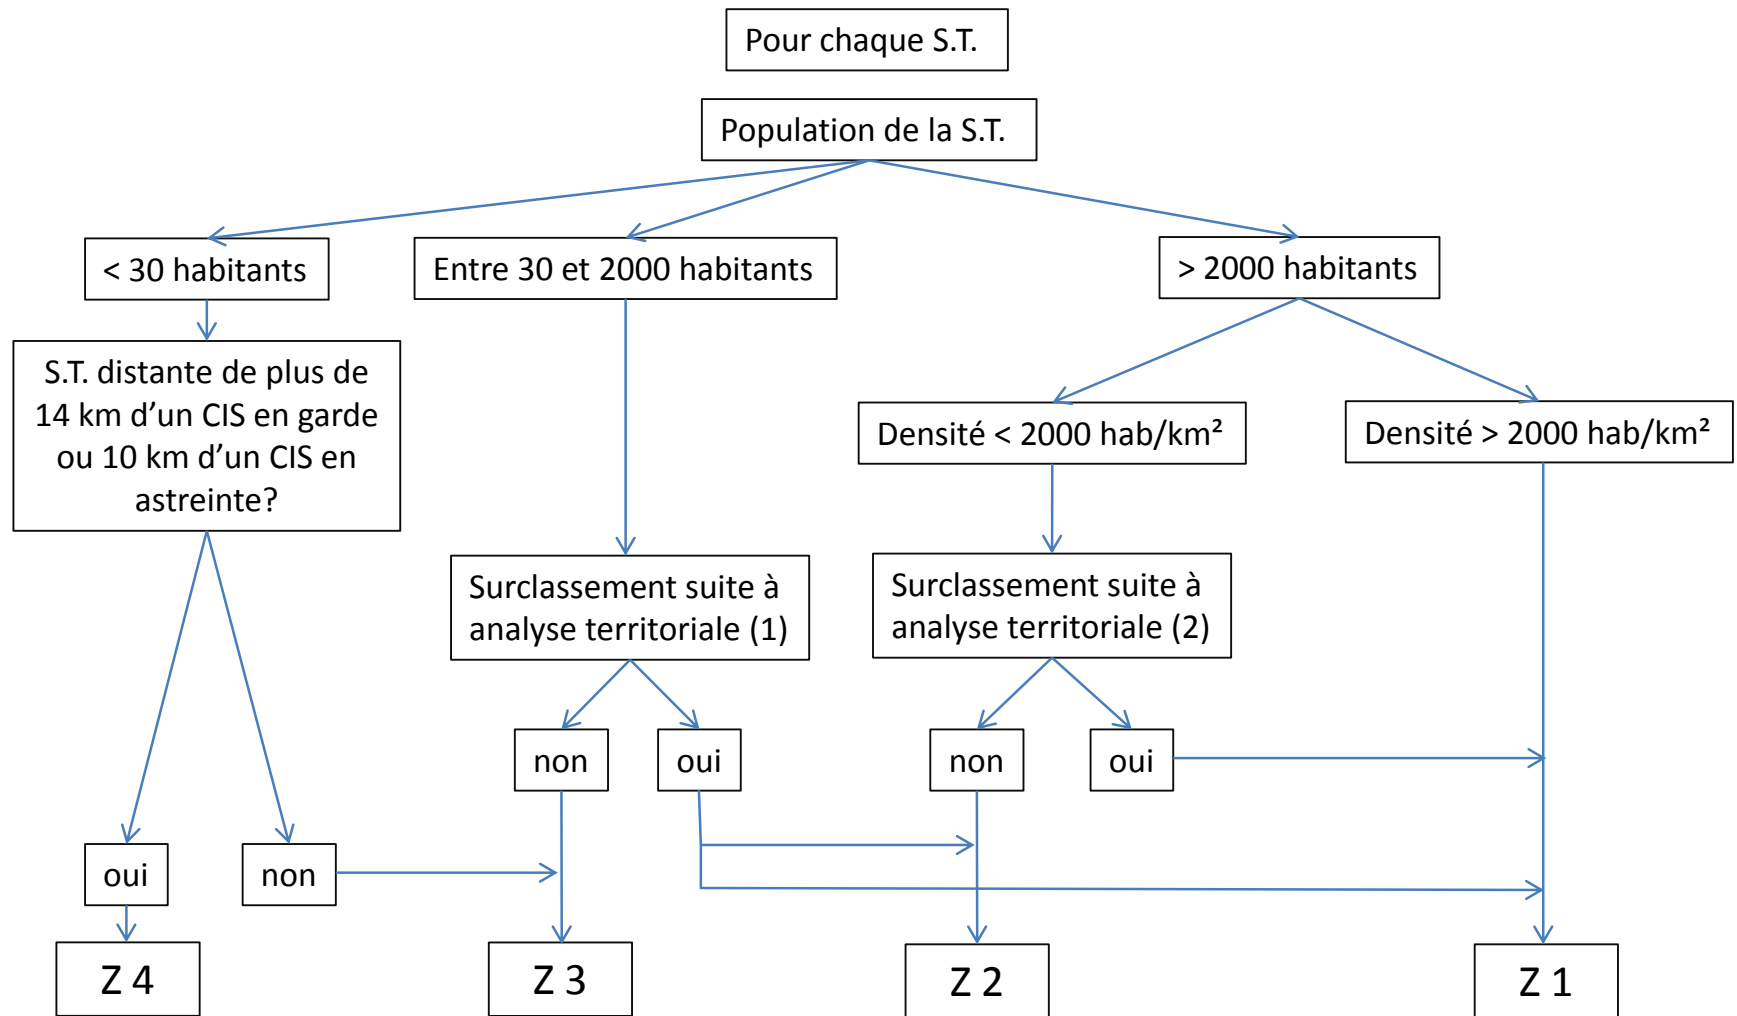 Pour chaque S.T.
Population de la S.T.
< 30 habitants
Entre 30 et 2000 habitants
> 2000 habitants
S.T. distante de plus de
14 km d’un CIS en garde
ou 10 km d’un CIS en
astreinte?
Densité < 2000 hab/km²
Densité > 2000 hab/km²
Surclassement suite à
analyse territoriale (1)
Surclassement suite à
analyse territoriale (2)
non
oui
non
oui
oui
non
Z 4
Z 3
Z 2
Z 1